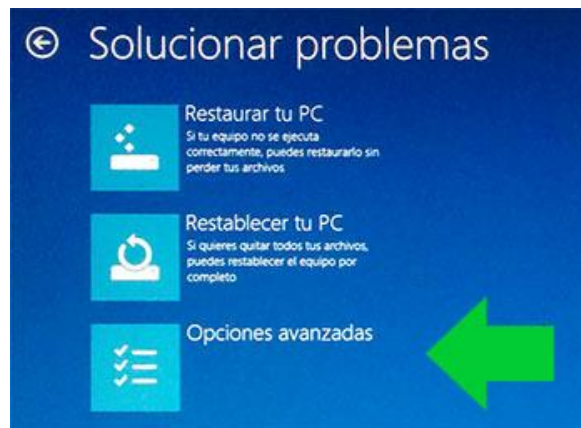 Solucionar problemas
Restaurar tu PC
Si tu equipo no se ejecuta
correctamente, puedes restaurarlo sin
perder tus archivos
Restablecer tu PC
Si quieres quitar todos tus archivos,
puedes restablecer el equipo por
completo
Opciones avanzadas